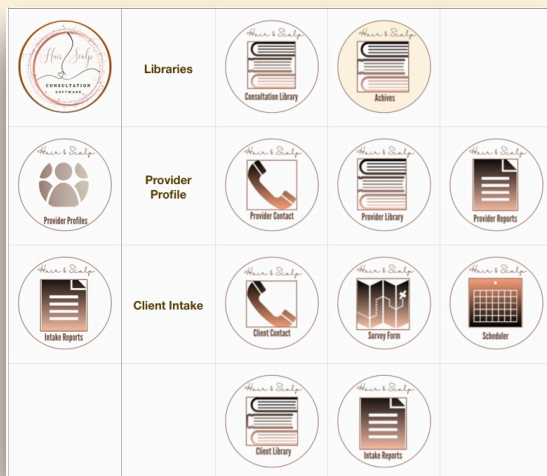 Hair & Scalp
CONSULTATION
SOFTWARE
Libraries
Hair & Scalp
Consultation Library
Hair & Scalp
Achives
Hair & Scalp
Provider Profiles
Provider
Profile
Hair & Scalp
Provider Contact
Hair & Scalp
Provider Library
Hair & Scalp
Provider Reports
Hair & Scalp
Intake Reports
Client Intake
Hair & Scalp
Client Contact
Hair & Scalp
Survey Form
Hair & Scalp
Scheduler
Hair & Scalp
Client Library
Hair & Scalp
Intake Reports